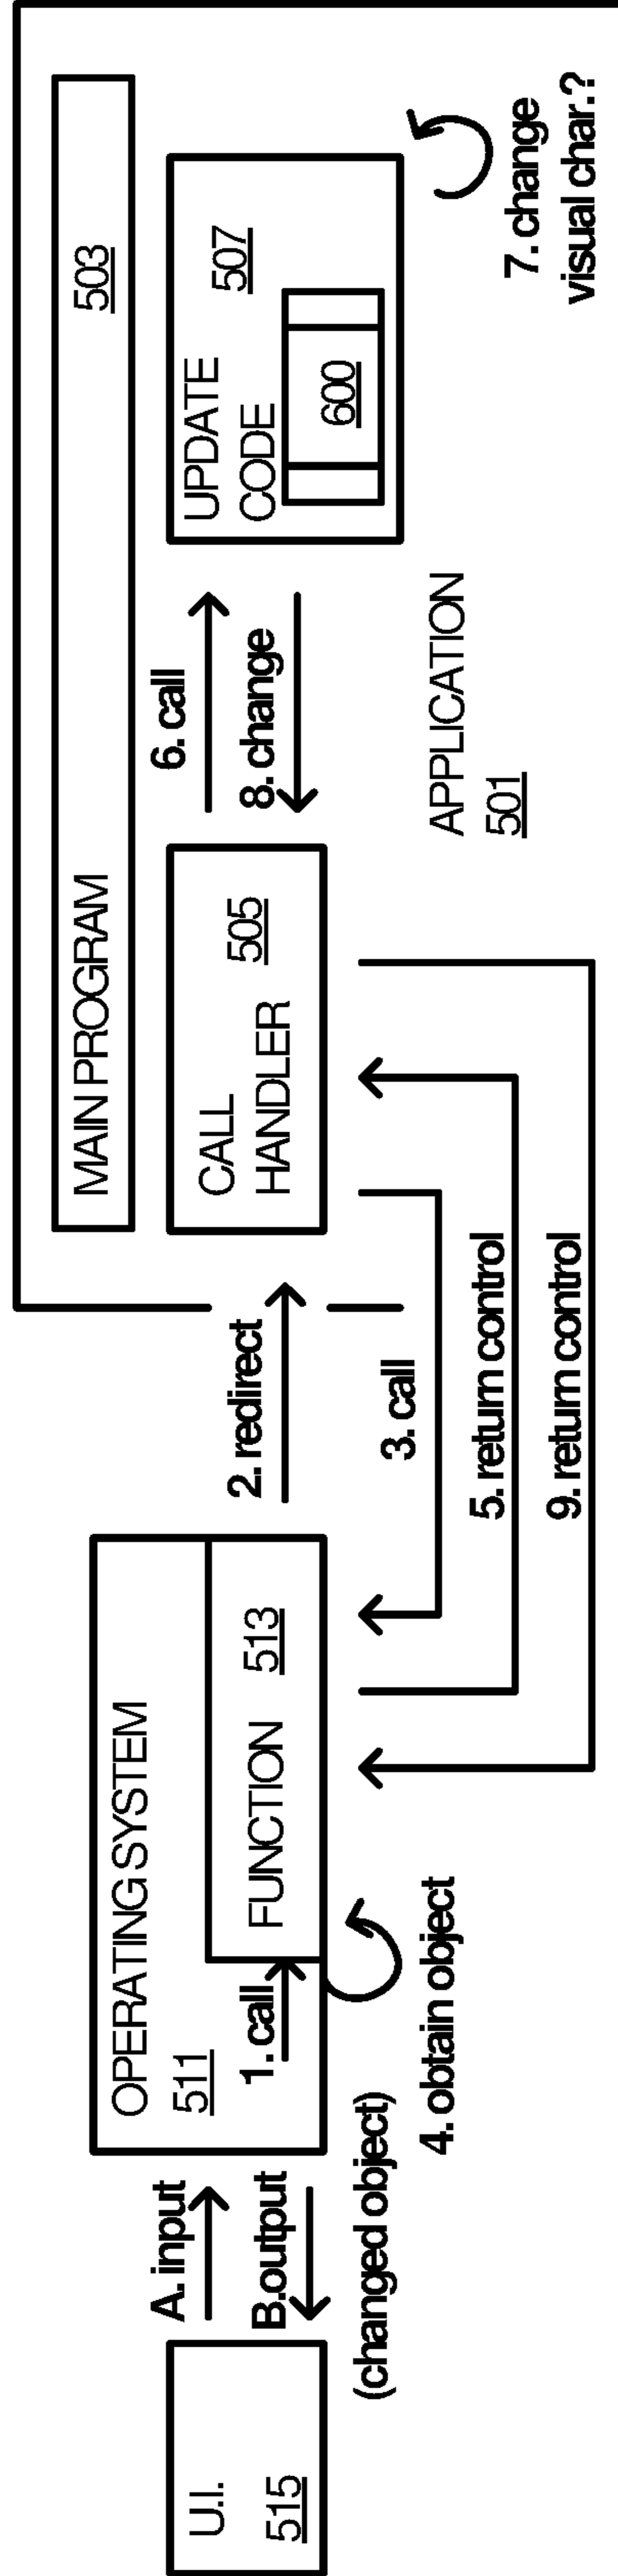 U.I.
515
A. input
B.output
(changed object)
OPERATING SYSTEM
511
1. call
FUNCTION
513
4. obtain object
2. redirect
3. call
5. return control
9. return control
MAIN PROGRAM
503
CALL
HANDLER
505
6. call
8. change
UPDATE
CODE
507
600
APPLICATION
501
7. change
visual char.?